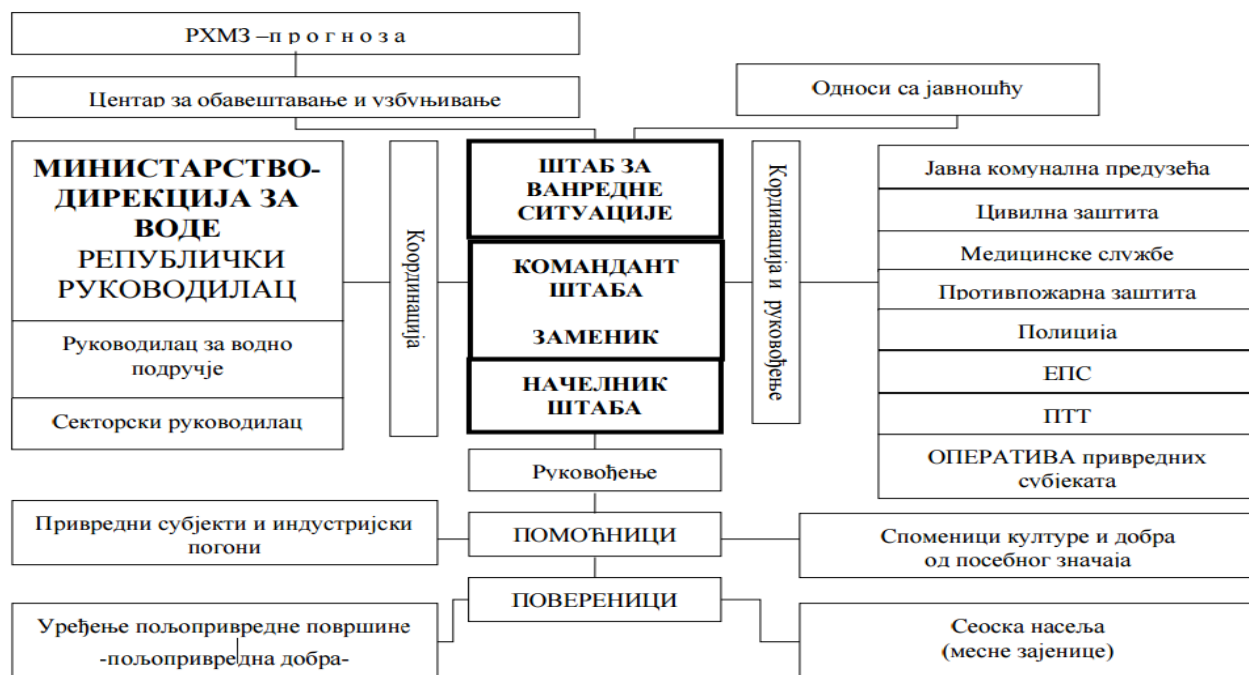 РХМЗ –п р о г н о з а
Центар за обавештавање и узбуњивање
Односи са јавношћу
МИНИСТАРСТВО-
ДИРЕКЦИЈА ЗА
ВОДЕ
РЕПУБЛИЧКИ
РУКОВОДИЛАЦ
Руководилац за водно
подручје
Секторски руководилац
Координација
ШТАБ ЗА
ВАНРЕДНЕ
СИТУАЦИЈЕ
КОМАНДАНТ
ШТАБА
ЗАМЕНИК
НАЧЕЛНИК
ШТАБА
Кординација и руковођење
Јавна комунална предузећа
Цивилна заштита
Медицинске службе
Противпожарна заштита
Полиција
ЕПС
ПТТ
ОПЕРАТИВА привредних
субјеката
Руковођење
Привредни субјекти и индустријски
погони
ПОМОЋНИЦИ
Споменици културе и добра
од посебног значаја
ПОВЕРЕНИЦИ
Уређење пољопривредне површине
-пољопривредна добра-
Сеоска насеља
(месне зајенице)